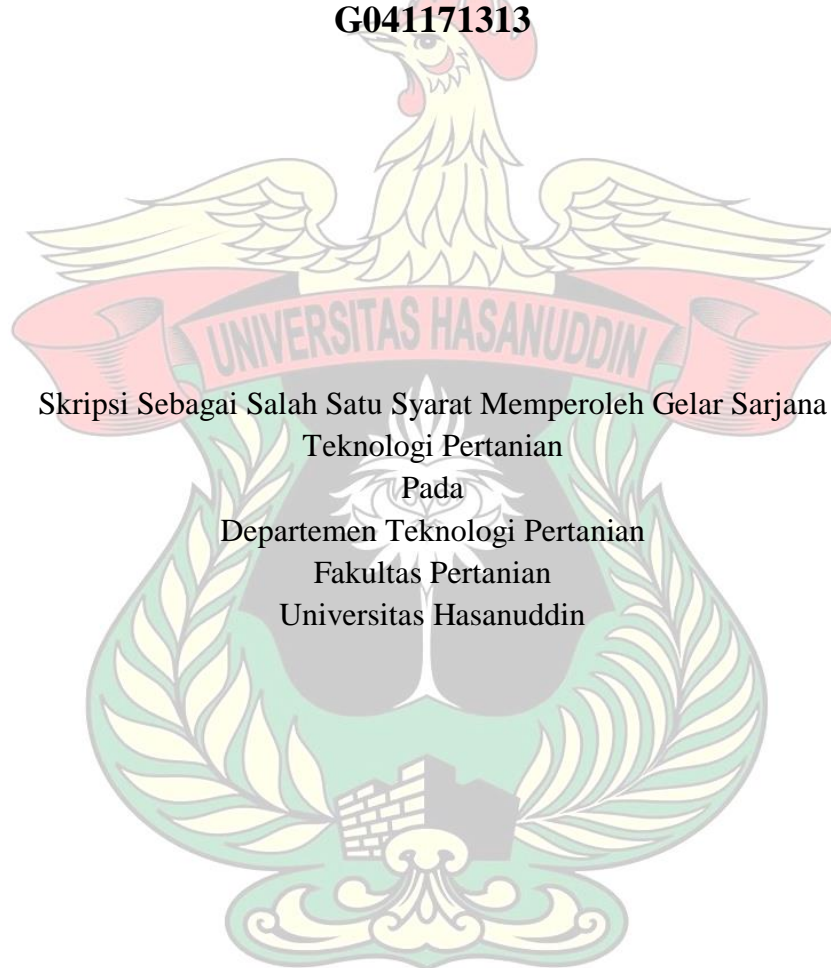 G041171313
UNIVERSITAS HASANUDDIN
Skripsi Sebagai Salah Satu Syarat Memperoleh Gelar Sarjana
Teknologi Pertanian
Pada
Departemen Teknologi Pertanian
Fakultas Pertanian
Universitas Hasanuddin